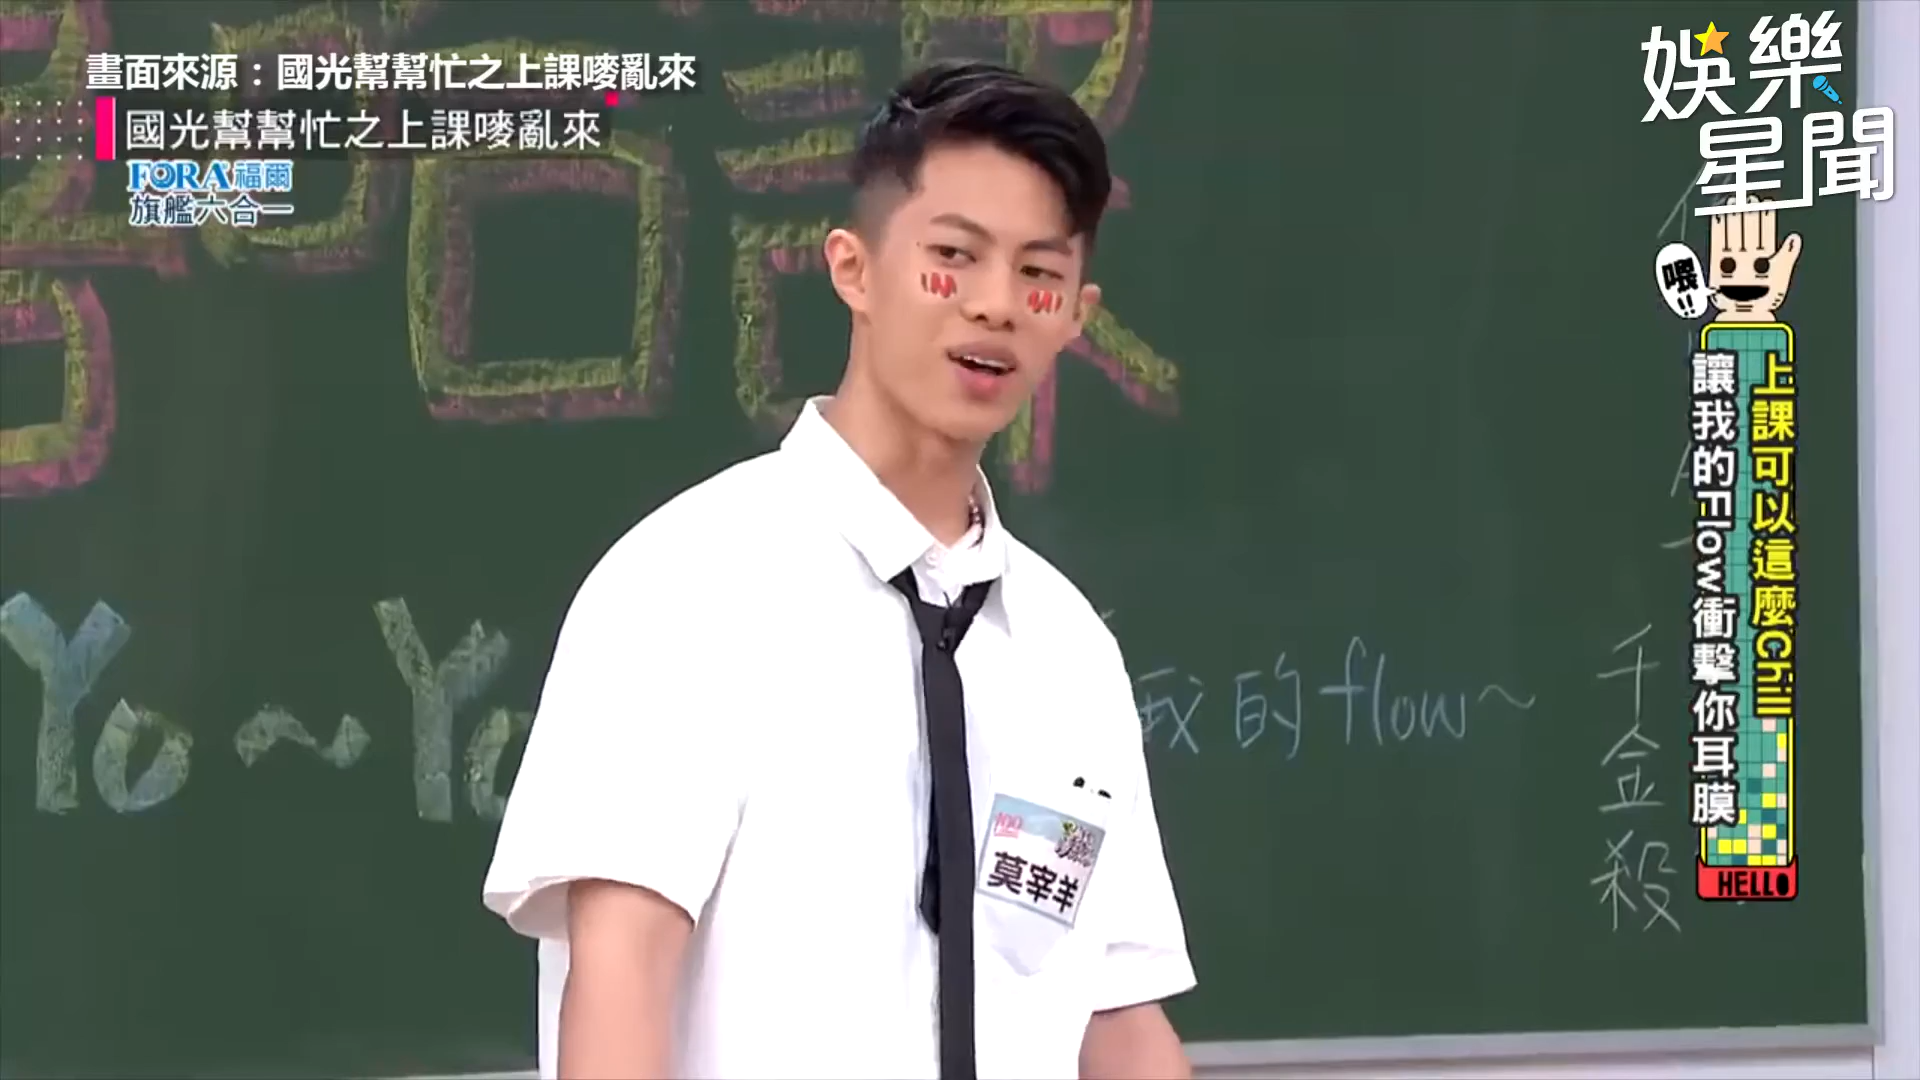 畫面來源：國光幫幫忙之上課嘜亂來
國光幫幫忙之上課嘜亂來
FORA福爾
旗艦六合一
娛樂
星聞
喂!!
上課可以這麼Chill
讓我的Flow衝擊你耳膜
HELLO
Yo~Yo
我的flow~
千金殺
100
莫宰羊